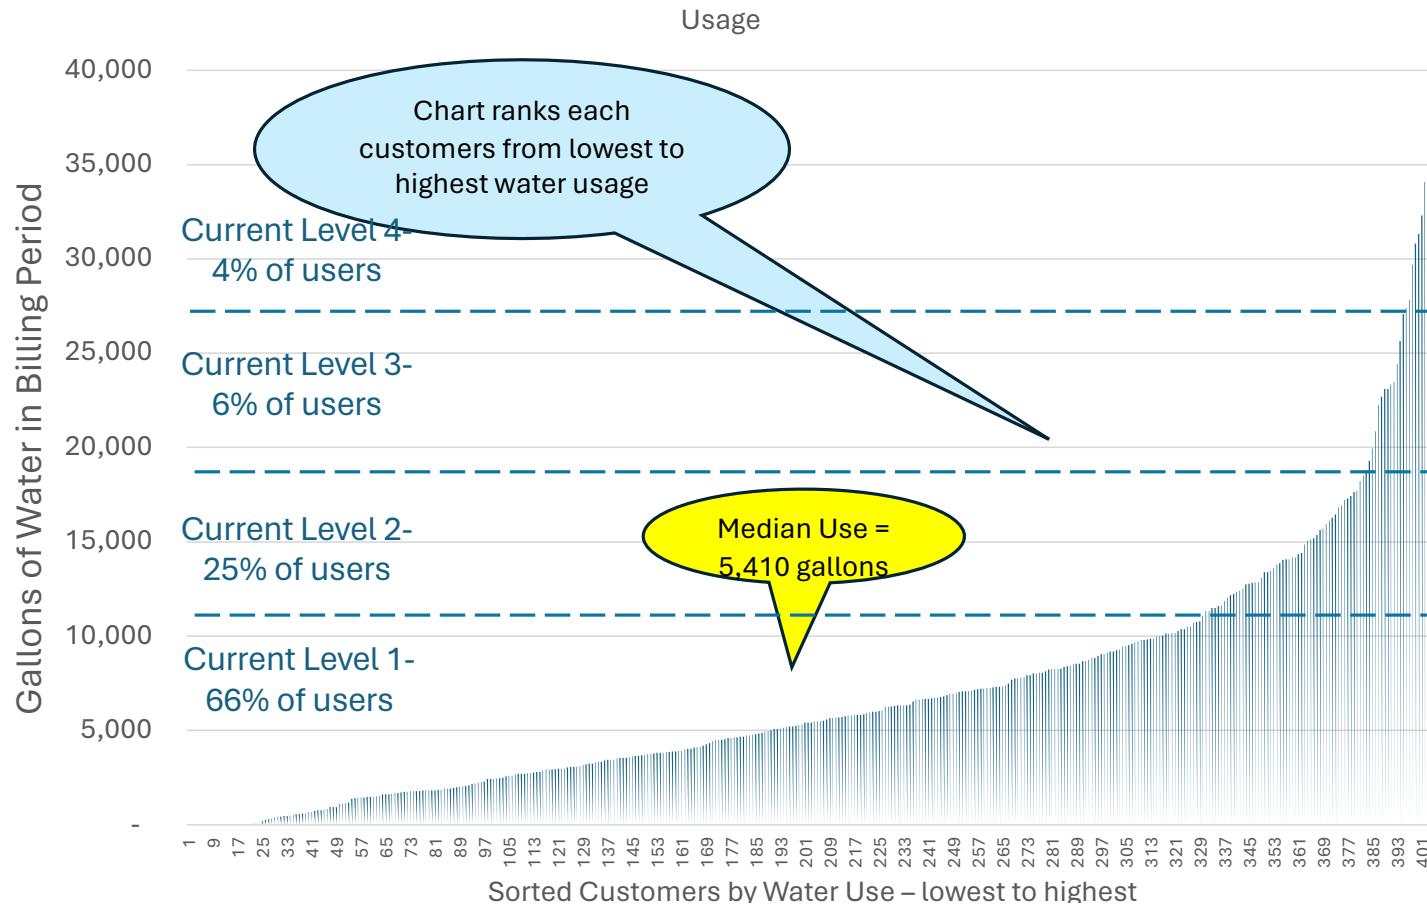 Usage
40,000
35,000
30,000
25,000
20,000
15,000
10,000
5,000
-
Gallons of Water in Billing Period
Chart ranks each
customers from lowest to
highest water usage
Current Level 4-
4% of users
Current Level 3-
6% of users
Current Level 2-
25% of users
Current Level 1-
66% of users
Median Use =
5,410 gallons
1 9 17 25 33 41 49 57 65 73 81 89 97 105 113 121 129 137 145 153 161 169 177 185 193 201 209 217 225 233 241 249 257 265 273 281 289 297 305 313 321 329 337 345 353 361 369 377 385 393 401
Sorted Customers by Water Use – lowest to highest